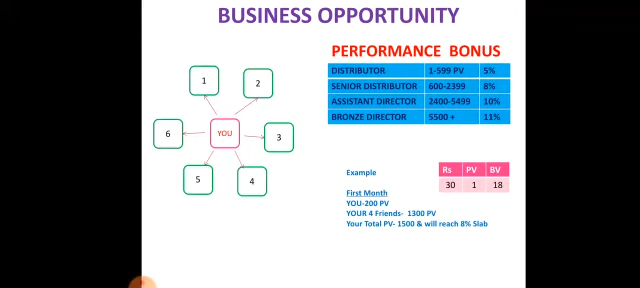 BUSINESS OPPORTUNITY
PERFORMANCE BONUS
DISTRIBUTOR 1-599 PV 5%
SENIOR DISTRIBUTOR 600-2399 8%
ASSISTANT DIRECTOR 2400-5499 10%
BRONZE DIRECTOR 5500 + 11%
1
2
6
YOU
3
5
4
Example
Rs PV BV
30 1 18
First Month
YOU-200 PV
YOUR 4 Friends- 1300 PV
Your Total PV- 1500 & will reach 8% Slab